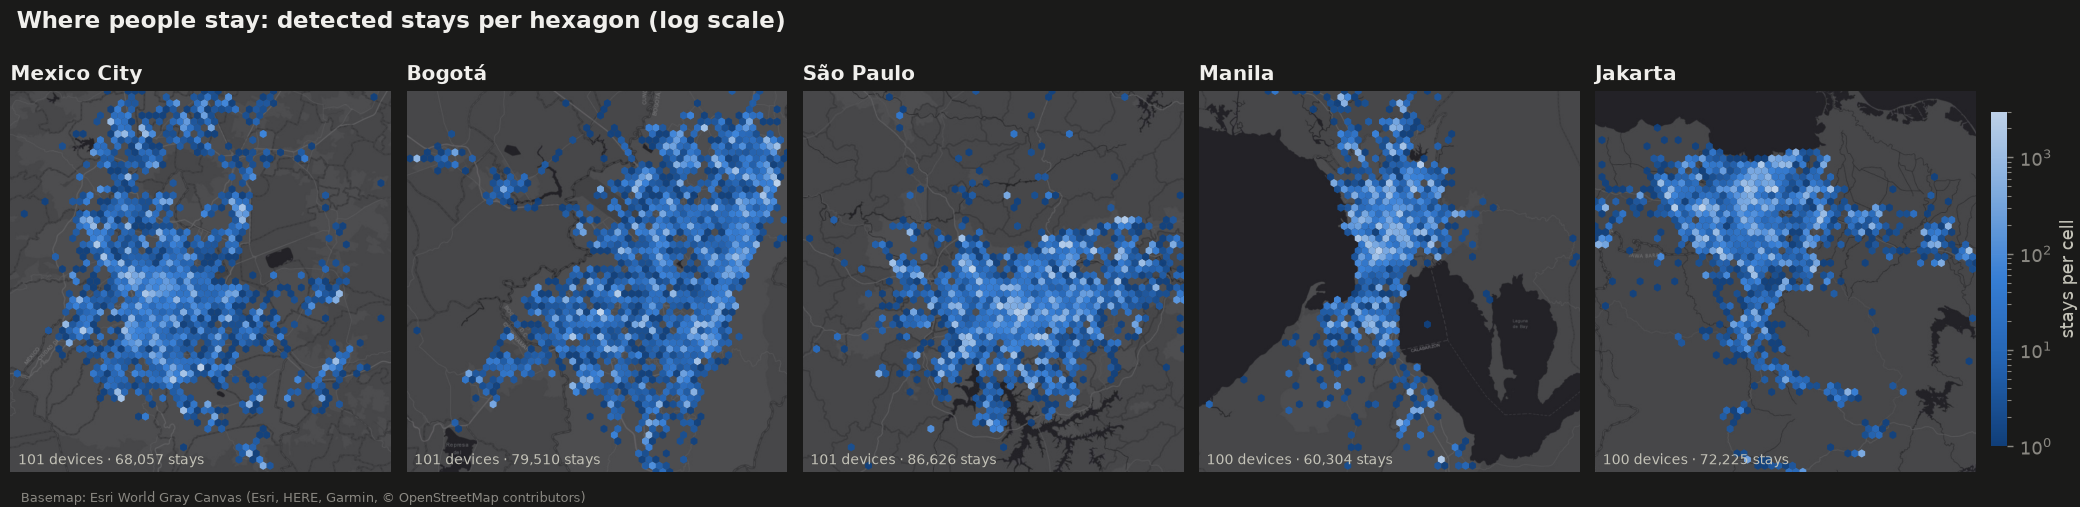 Where people stay: detected stays per hexagon (log scale)
Mexico City
Bogotá
São Paulo
Manila
Jakarta
10³
10²
10¹
10⁰
stays per cell
101 devices · 68,057 stays
101 devices · 79,510 stays
101 devices · 86,626 stays
100 devices · 60,304 stays
100 devices · 72,225 stays
Basemap: Esri World Gray Canvas (Esri, HERE, Garmin, © OpenStreetMap contributors)